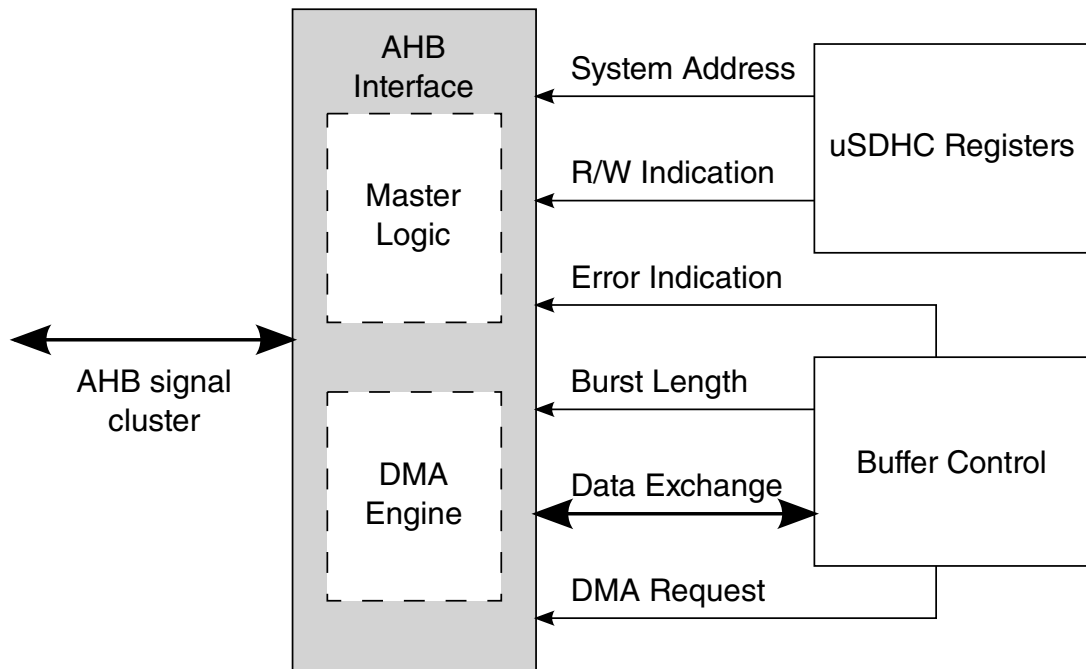 AHB
Interface
Master
Logic
DMA
Engine
AHB signal
cluster
System Address
R/W Indication
Error Indication
Burst Length
Data Exchange
DMA Request
uSDHC Registers
Buffer Control